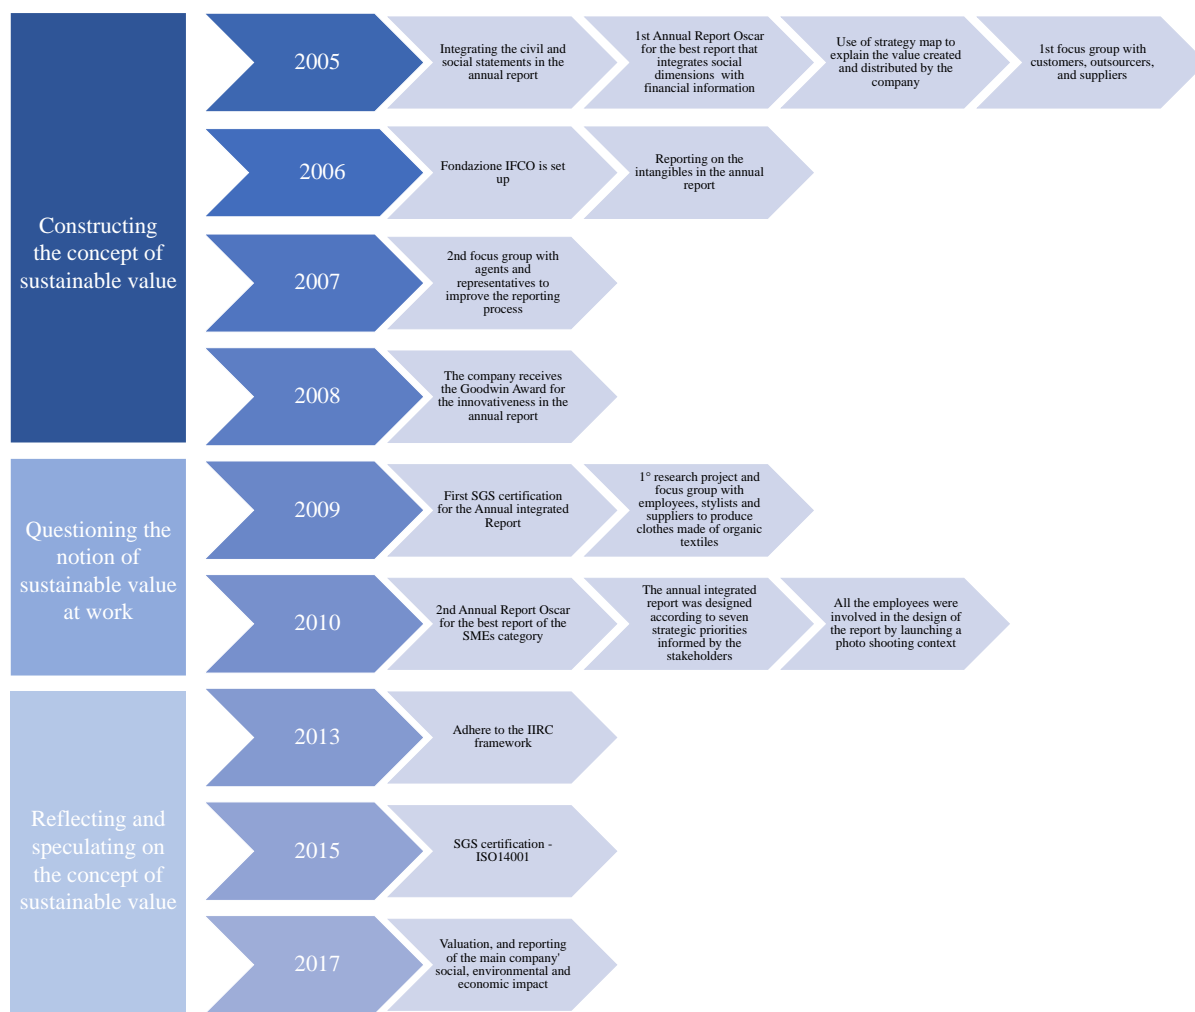 Constructing
the concept of
sustainable value
2005
Integrating the civil and
social statements in the
annual report
1st Annual Report Oscar
for the best report that
integrates social
dimensions with
financial information
Use of strategy map to
explain the value created
and distributed by the
company
1st focus group with
customers, outsourcers,
and suppliers
2006
Fondazione IFCO is set
up
Reporting on the
intangibles in the annual
report
2007
2nd focus group with
agents and
representatives to
improve the reporting
process
2008
The company receives
the Goodwin Award for
the innovativeness in the
annual report
Questioning the
notion of
sustainable value
at work
2009
First SGS certification
for the Annual integrated
Report
1° research project and
focus group with
employees, stylists and
suppliers to produce
clothes made of organic
textiles
2010
2nd Annual Report Oscar
for the best report of the
SMEs category
The annual integrated
report was designed
according to seven
strategic priorities
informed by the
stakeholders
All the employees were
involved in the design of
the report by launching a
photo shooting context
Reflecting and
speculating on
the concept of
sustainable value
2013
Adhere to the IIRC
framework
2015
SGS certification -
ISO14001
2017
Valuation, and reporting
of the main company'
social, environmental and
economic impact